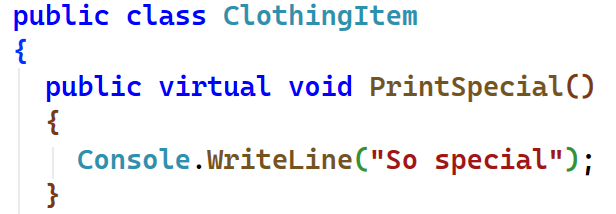 public class ClothingItem
{
public virtual void PrintSpecial()
{
Console.WriteLine("So special");
}